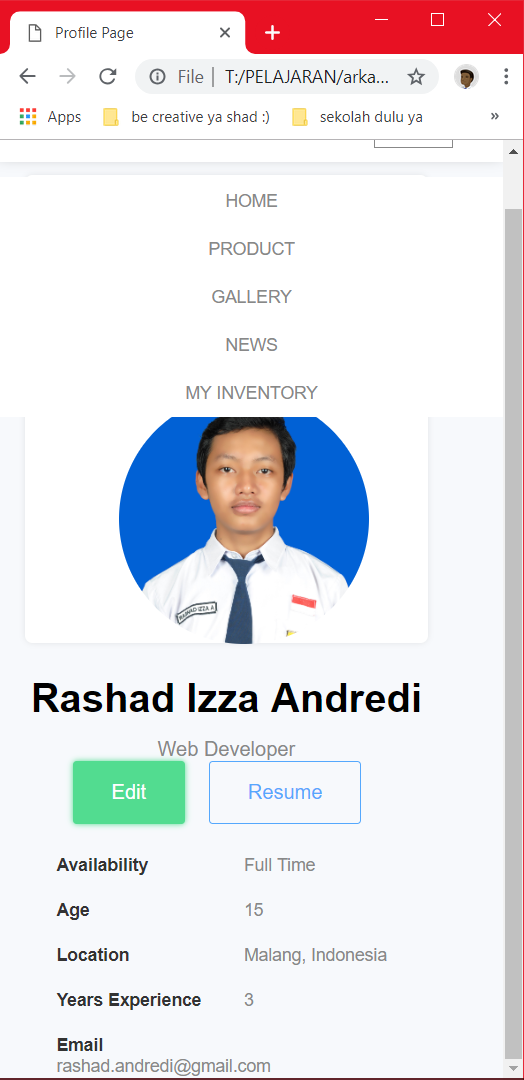 Profile Page
File | T:/PELAJARAN/arka...
Apps be creative ya shad :) sekolah dulu ya »
HOME
PRODUCT
GALLERY
NEWS
MY INVENTORY
RASHAD IZZA A
Rashad Izza Andredi
Web Developer
Edit Resume
Availability Full Time
Age 15
Location Malang, Indonesia
Years Experience 3
Email
rashad.andredi@gmail.com